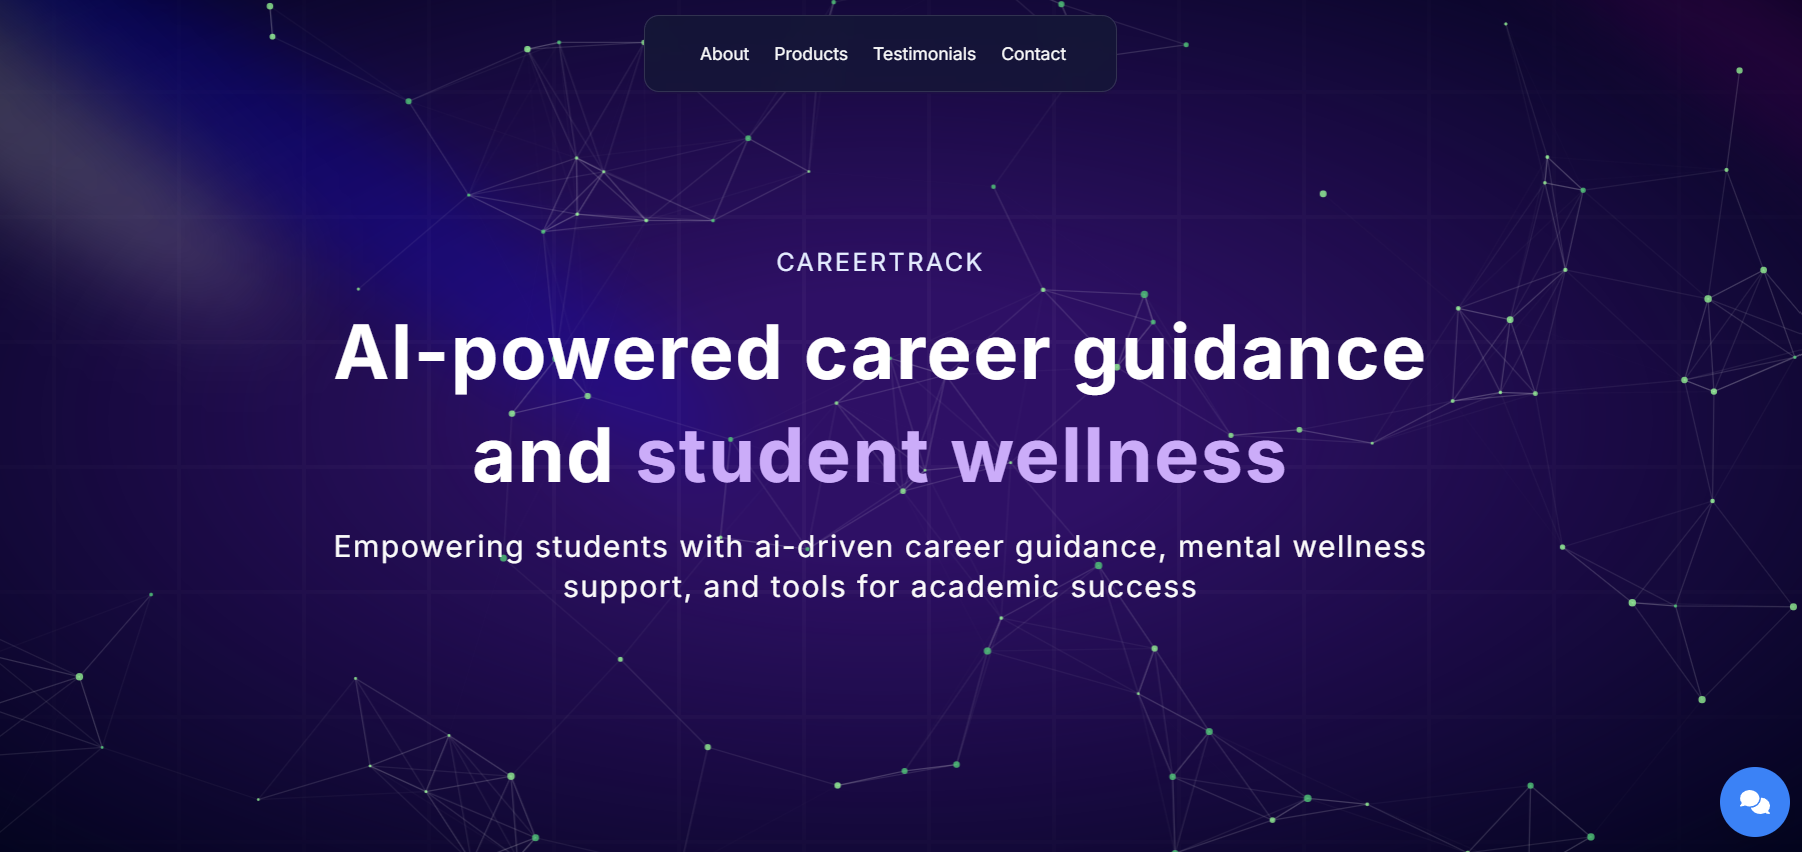 About Products Testimonials Contact
CAREERTRACK
AI-powered career guidance
and student wellness
Empowering students with ai-driven career guidance, mental wellness
support, and tools for academic success